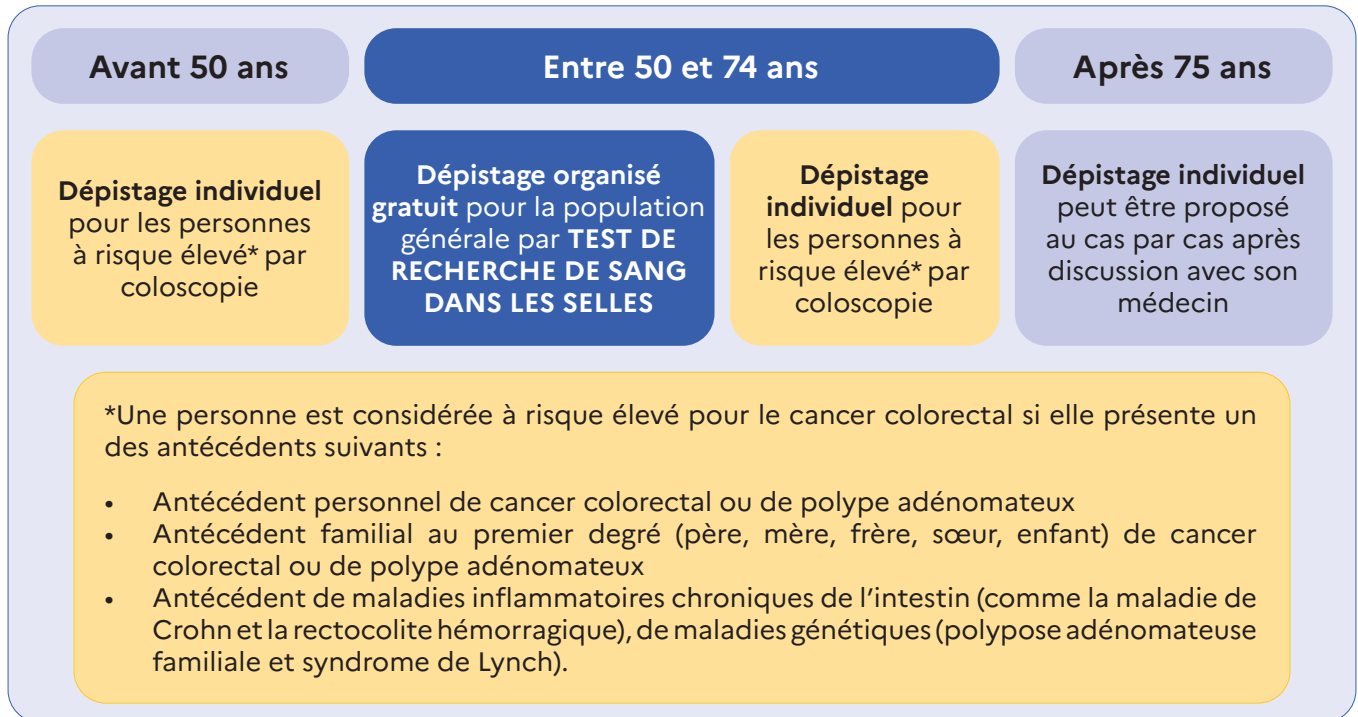 Avant 50 ans
Entre 50 et 74 ans
Après 75 ans
Dépistage individuel
pour les personnes
à risque élevé* par
coloscopie
Dépistage organisé
gratuit pour la population
générale par TEST DE
RECHERCHE DE SANG
DANS LES SELLES
Dépistage
individuel pour
les personnes à
risque élevé* par
coloscopie
Dépistage individuel
peut être proposé
au cas par cas après
discussion avec son
médecin
*Une personne est considérée à risque élevé pour le cancer colorectal si elle présente un
des antécédents suivants :
• Antécédent personnel de cancer colorectal ou de polype adénomateux
• Antécédent familial au premier degré (père, mère, frère, sœur, enfant) de cancer
colorectal ou de polype adénomateux
• Antécédent de maladies inflammatoires chroniques de l’intestin (comme la maladie de
Crohn et la rectocolite hémorragique), de maladies génétiques (polypose adénomateuse
familiale et syndrome de Lynch).